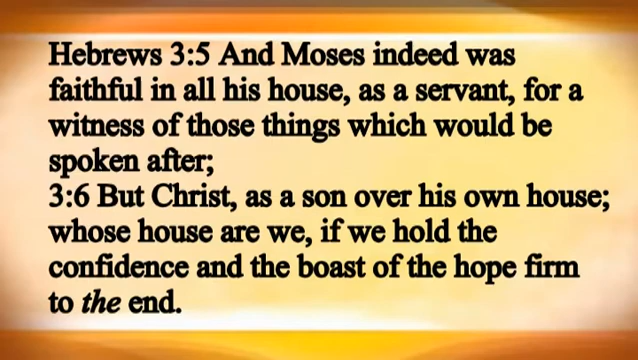 Hebrews 3:5 And Moses indeed was
faithful in all his house, as a servant, for a
witness of those things which would be
spoken after;
3:6 But Christ, as a son over his own house;
whose house are we, if we hold the
confidence and the boast of the hope firm
to the end.